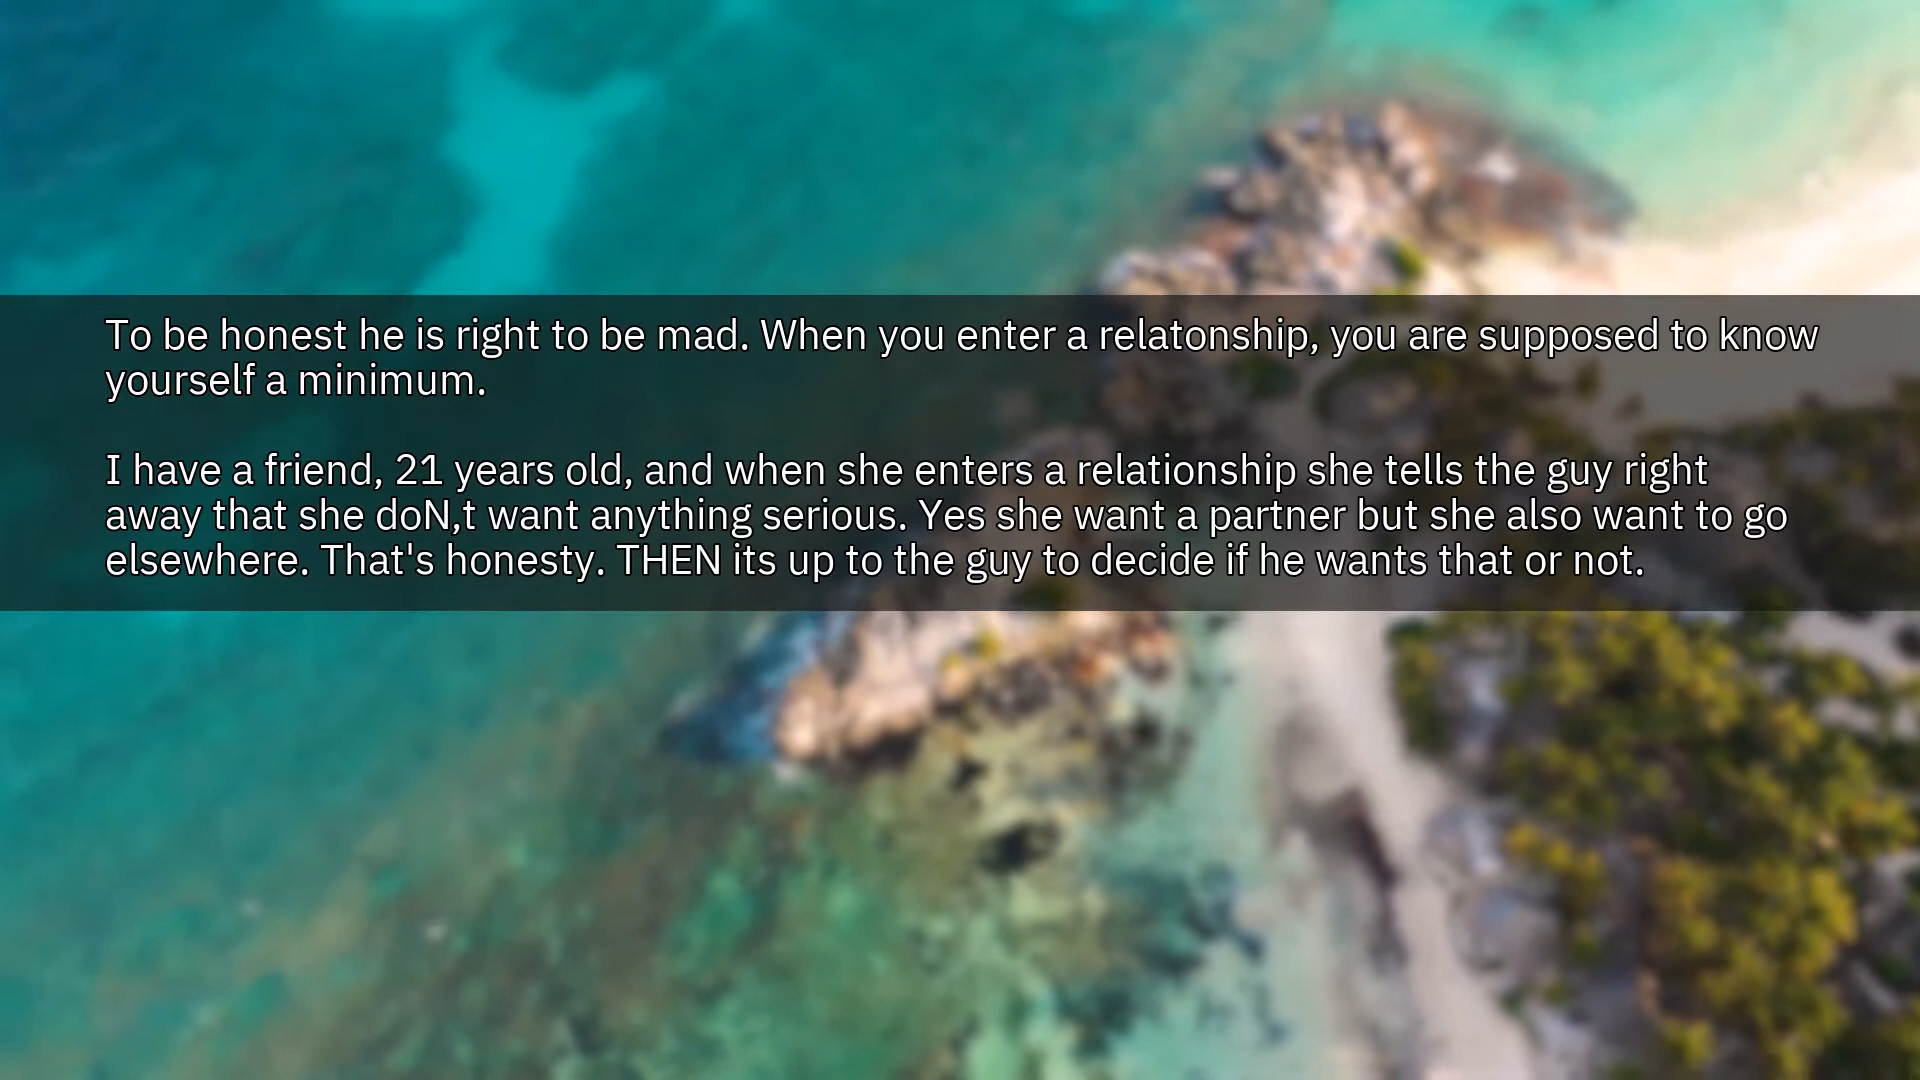 To be honest he is right to be mad. When you enter a relatonship, you are supposed to know
yourself a minimum.
I have a friend, 21 years old, and when she enters a relationship she tells the guy right
away that she doN,t want anything serious. Yes she want a partner but she also want to go
elsewhere. That's honesty. THEN its up to the guy to decide if he wants that or not.